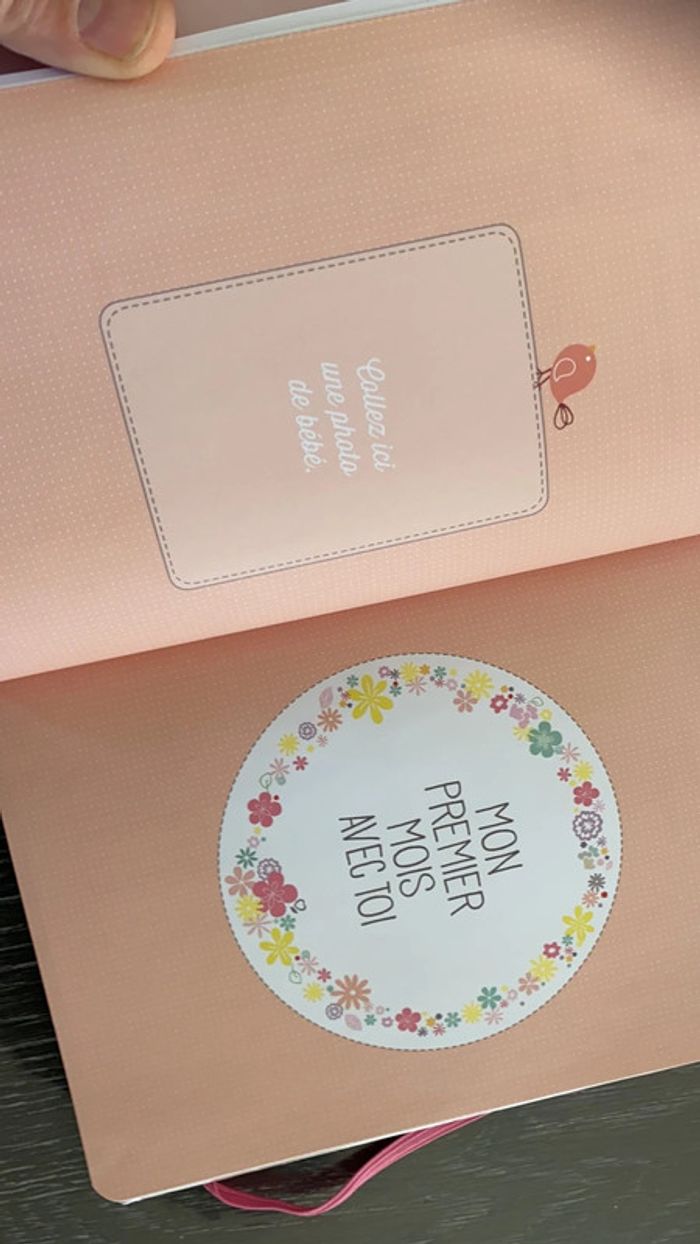 Collez ici
une photo
de bébé.
MON
PREMIER
MOIS
AVEC TOI